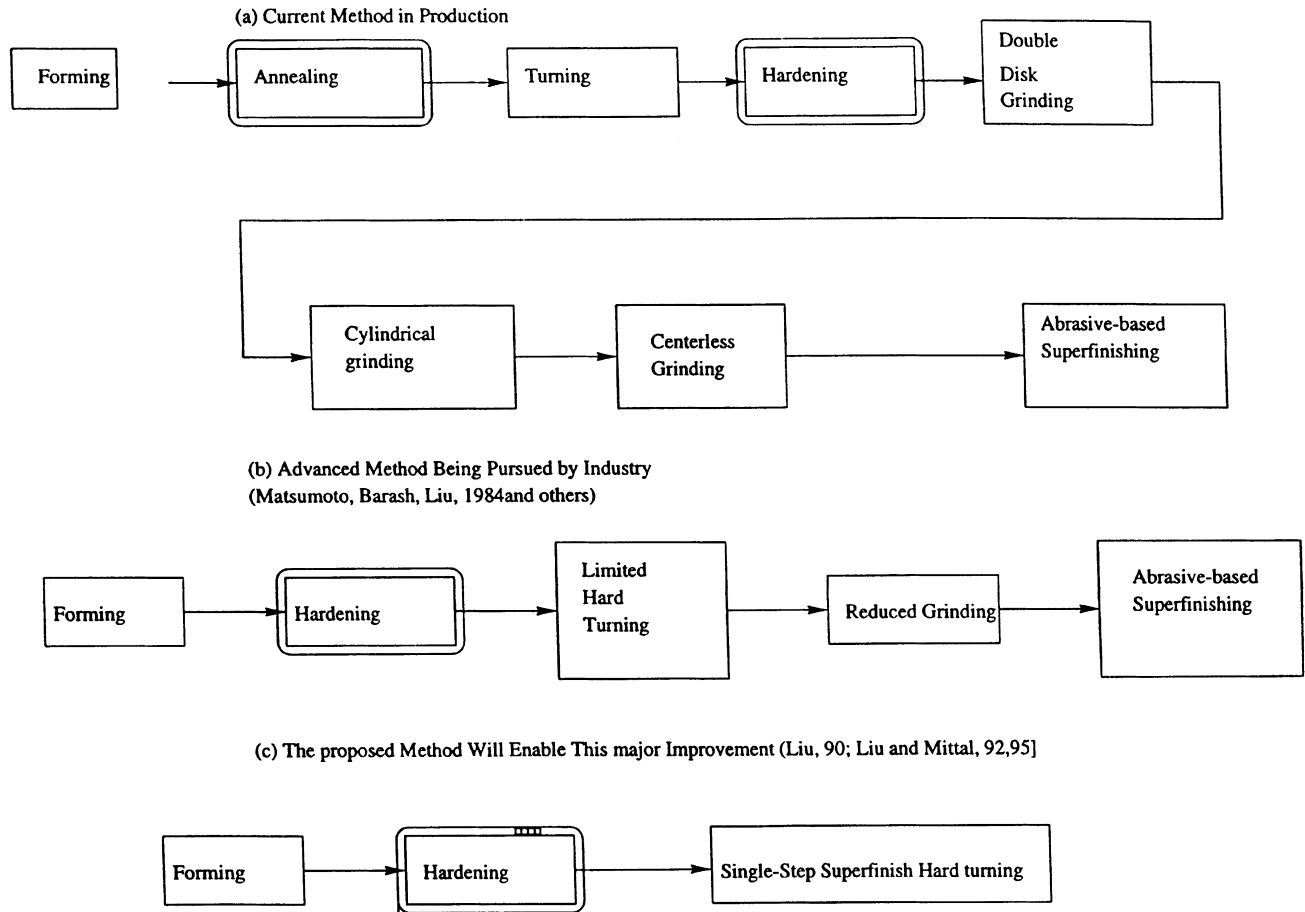 (a) Current Method in Production
Forming
Annealing
Turning
Hardening
Double
Disk
Grinding
Cylindrical
grinding
Centerless
Grinding
Abrasive-based
Superfinishing
(b) Advanced Method Being Pursued by Industry
(Matsumoto, Barash, Liu, 1984and others)
Forming
Hardening
Limited
Hard
Turning
Reduced Grinding
Abrasive-based
Superfinishing
(c) The proposed Method Will Enable This major Improvement (Liu, 90; Liu and Mittal, 92,95]
Forming
Hardening
Single-Step Superfinish Hard turning